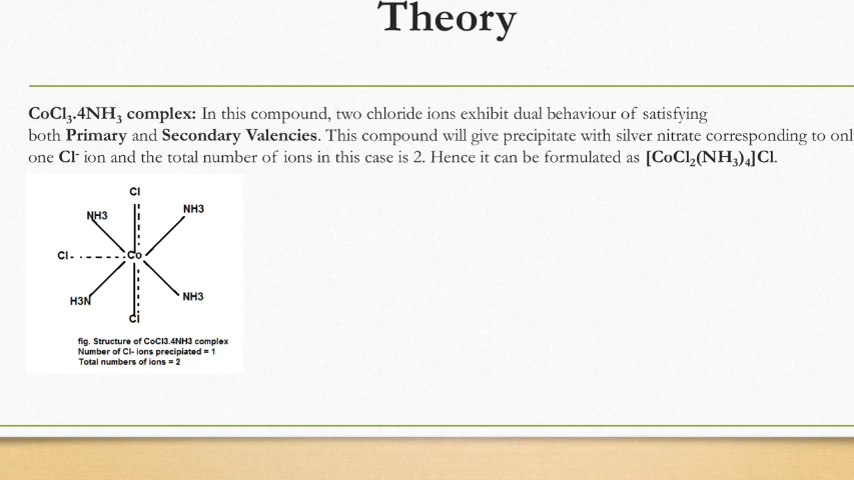 Theory
CoCl₃.4NH₃ complex: In this compound, two chloride ions exhibit dual behaviour of satisfying
both Primary and Secondary Valencies. This compound will give precipitate with silver nitrate corresponding to onl
one Cl⁻ ion and the total number of ions in this case is 2. Hence it can be formulated as [CoCl₂(NH₃)₄]Cl.
Cl
NH3
NH3
Cl
Co
H3N
NH3
Cl
fig. Structure of CoCl3.4NH3 complex
Number of Cl- ions precipiated = 1
Total numbers of ions = 2